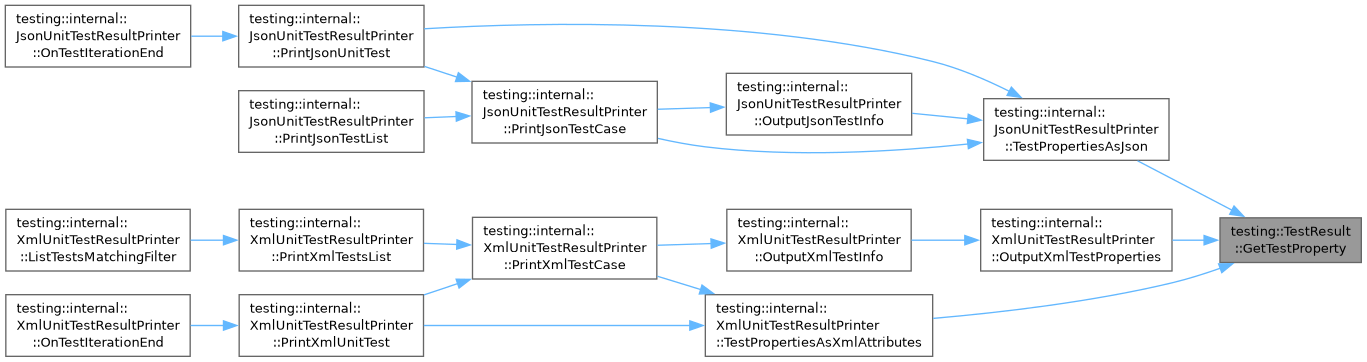 testing::internal::
JsonUnitTestResultPrinter
::OnTestIterationEnd
testing::internal::
JsonUnitTestResultPrinter
::PrintJsonUnitTest
testing::internal::
JsonUnitTestResultPrinter
::PrintJsonTestList
testing::internal::
JsonUnitTestResultPrinter
::PrintJsonTestCase
testing::internal::
JsonUnitTestResultPrinter
::OutputJsonTestInfo
testing::internal::
JsonUnitTestResultPrinter
::TestPropertiesAsJson
testing::internal::
XmlUnitTestResultPrinter
::ListTestsMatchingFilter
testing::internal::
XmlUnitTestResultPrinter
::PrintXmlTestsList
testing::internal::
XmlUnitTestResultPrinter
::PrintXmlTestCase
testing::internal::
XmlUnitTestResultPrinter
::OutputXmlTestInfo
testing::internal::
XmlUnitTestResultPrinter
::OutputXmlTestProperties
testing::TestResult
::GetTestProperty
testing::internal::
XmlUnitTestResultPrinter
::OnTestIterationEnd
testing::internal::
XmlUnitTestResultPrinter
::PrintXmlUnitTest
testing::internal::
XmlUnitTestResultPrinter
::TestPropertiesAsXmlAttributes